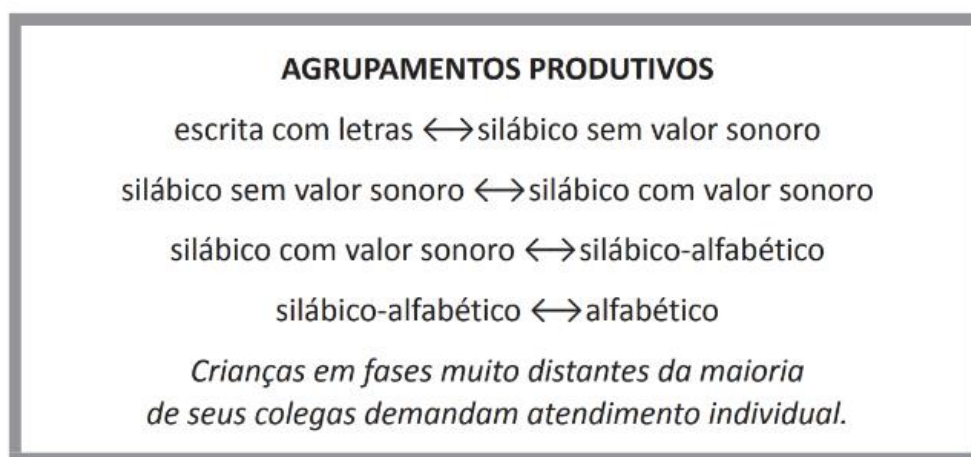 AGRUPAMENTOS PRODUTIVOS
escrita com letras ↔ silábico sem valor sonoro
silábico sem valor sonoro ↔ silábico com valor sonoro
silábico com valor sonoro ↔ silábico-alfabético
silábico-alfabético ↔ alfabético
Crianças em fases muito distantes da maioria
de seus colegas demandam atendimento individual.